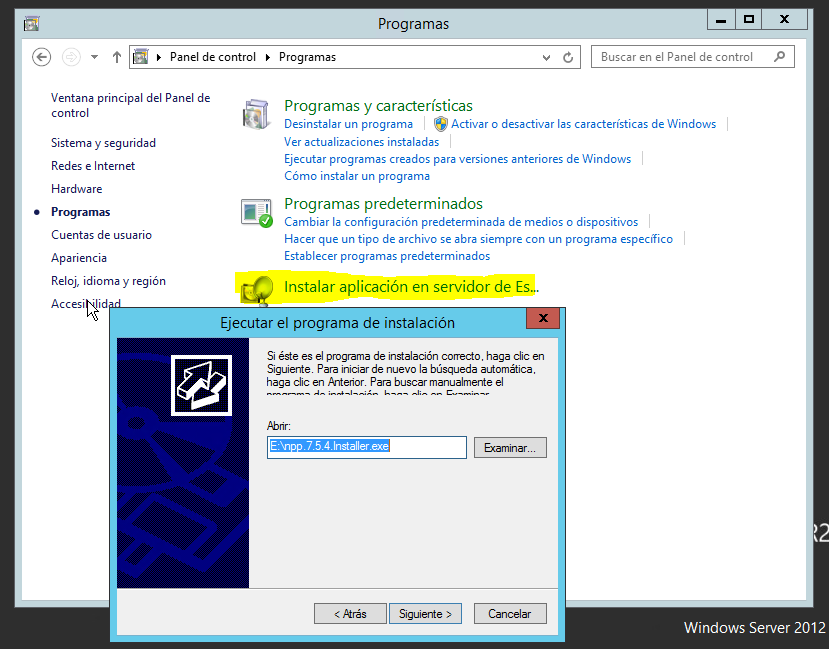 Programas
Panel de control
Programas
Buscar en el Panel de control
Ventana principal del Panel de
control
Sistema y seguridad
Redes e Internet
Hardware
Programas
Cuentas de usuario
Apariencia
Reloj, idioma y región
Accesibilidad
Programas y características
Desinstalar un programa
Activar o desactivar las características de Windows
Ver actualizaciones instaladas
Ejecutar programas creados para versiones anteriores de Windows
Cómo instalar un programa
Programas predeterminados
Cambiar la configuración predeterminada de medios o dispositivos
Hacer que un tipo de archivo se abra siempre con un programa específico
Establecer programas predeterminados
Instalar aplicación en servidor de Es...
Ejecutar el programa de instalación
Si éste es el programa de instalación correcto, haga clic en
Siguiente. Para iniciar de nuevo la búsqueda automática,
haga clic en Anterior. Para buscar manualmente el
programa de instalación, haga clic en Examinar.
Abrir:
E:\npp.7.5.4.Installer.exe
Examinar...
< Atrás
Siguiente >
Cancelar
R2
Windows Server 2012